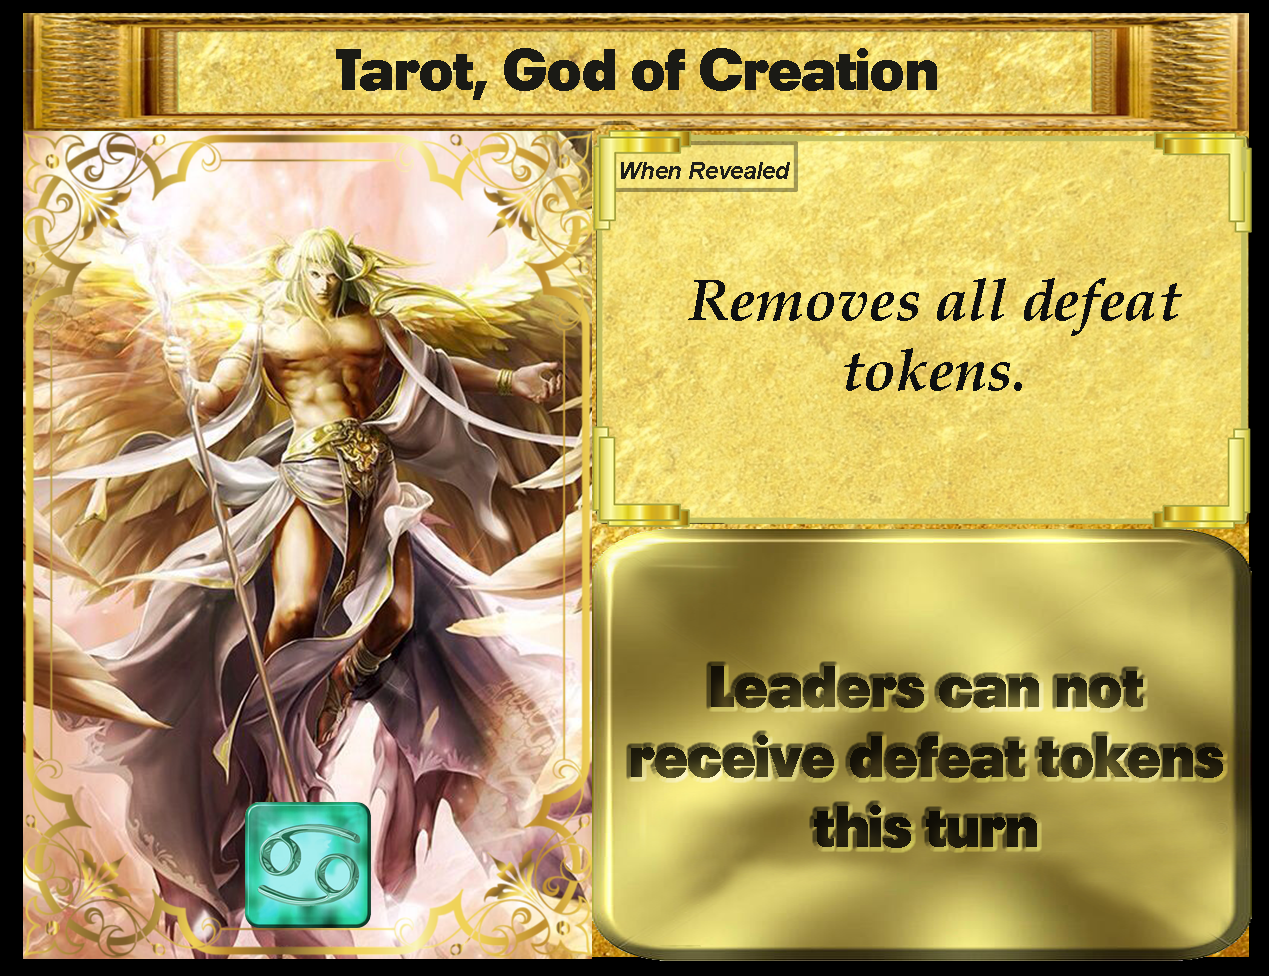 Tarot, God of Creation
When Revealed
Removes all defeat
tokens.
Leaders can not
receive defeat tokens
this turn